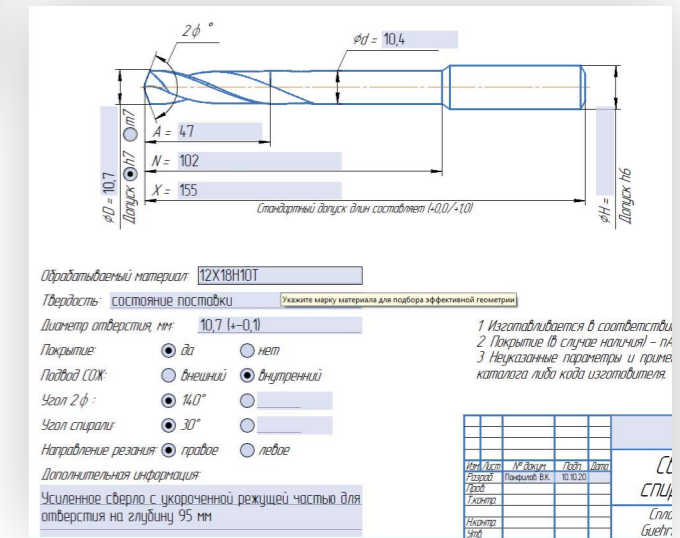 2ϕ °
ϕd = 10,4
A = 47
N = 102
X = 155
Стандартный допуск длин составляет (+0,0/+1,0)
ϕD = 10,7
Допуск h7 m7
ϕH =
Допуск h6
Обрабатываемый материал: 12Х18Н10Т
Твердость: состояние поставки
Укажите марку материала для подбора эффективной геометрии
Диаметр отверстия, мм: 10,7 (+-0,1)
Покрытие: да нет
Подвод СОЖ: внешний внутренний
Угол 2ϕ : 140°
Угол спирали: 30°
Направление резания: правое левое
Дополнительная информация:
Усиленное сверло с укороченной режущей частью для
отверстия на глубину 95 мм
1 Изготавливается в соответстви
2 Покрытие (в случае наличия) –
3 Неуказанные параметры и приме
каталога либо кода изготовителя.
Изм. Лист № докум. Подп. Дата
Разраб. Панфилов В.К. 10.10.20
Пров.
Т.контр.
Н.контр.
Утв.
спи
Спла
Guehr